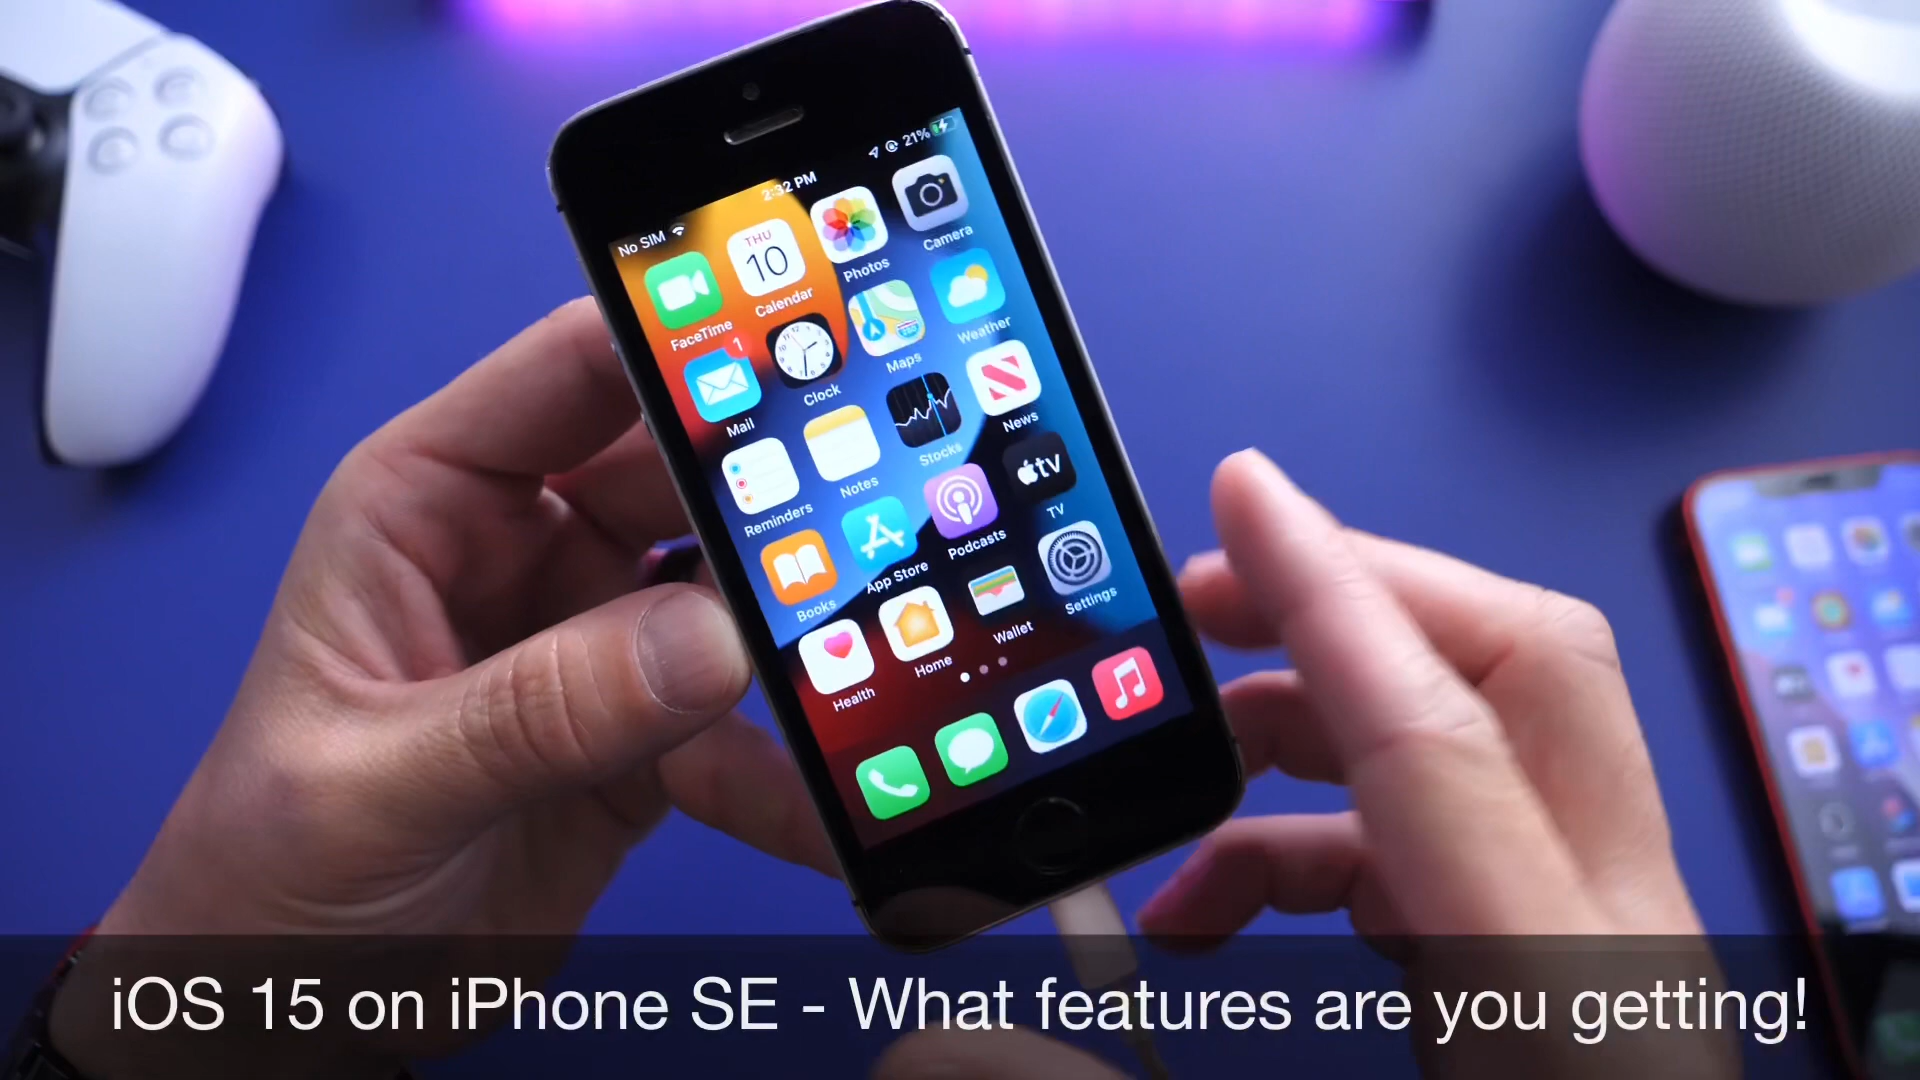 No SIM 2:32 PM 21%
FaceTime
THU
10
Calendar
Photos
Camera
1
Mail
Clock
Maps
Weather
Reminders
Notes
Stocks
News
Books
App Store
Podcasts
tv
TV
Health
Home
Wallet
Settings
iOS 15 on iPhone SE - What features are you getting!